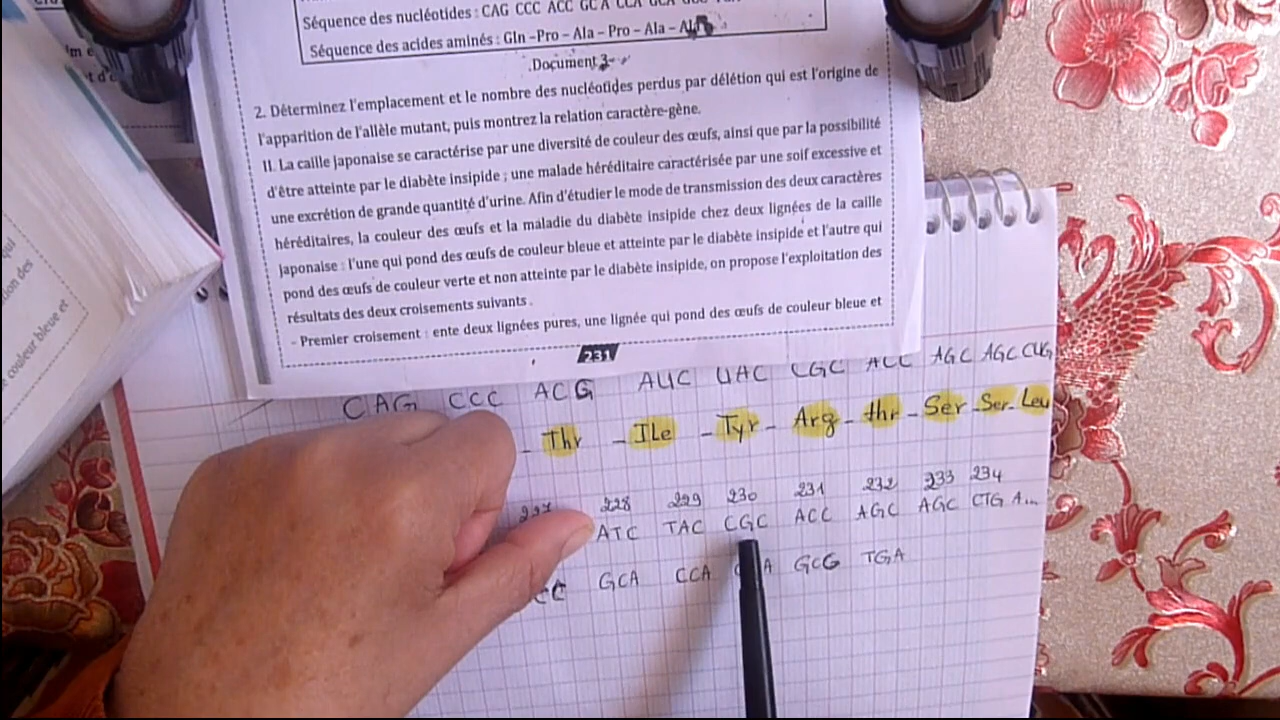 Séquence des nucléotides : CAG CCC ACC GCA CCA GCA
Séquence des acides aminés : Gln –Pro – Ala – Pro – Ala –
Document
2. Déterminez l'emplacement et le nombre des nucléotides perdus par délétion qui est l'origine de
l'apparition de l'allèle mutant, puis montrez la relation caractère-gène.
II. La caille japonaise se caractérise par une diversité de couleur des œufs, ainsi que par la possibilité
d'être atteinte par le diabète insipide ; une malade héréditaire caractérisée par une soif excessive et
une excrétion de grande quantité d'urine. Afin d'étudier le mode de transmission des deux caractères
héréditaires, la couleur des œufs et la maladie du diabète insipide chez deux lignées de la caille
japonaise : l'une qui pond des œufs de couleur bleue et atteinte par le diabète insipide et l'autre qui
pond des œufs de couleur verte et non atteinte par le diabète insipide, on propose l'exploitation des
résultats des deux croisements suivants .
- Premier croisement : ente deux lignées pures, une lignée qui pond des œufs de couleur bleue et
231
couleur bleue et
CAG CCC ACG AUC UAC CGC ACC AGC AGC CUG
- Thr - ILe - Tyr - Arg - thr - Ser - Ser - Leu
227 228 229 230 231 232 233 234
ATC TAC CGC ACC AGC AGC CTG A...
GCA CCA GCG TGA